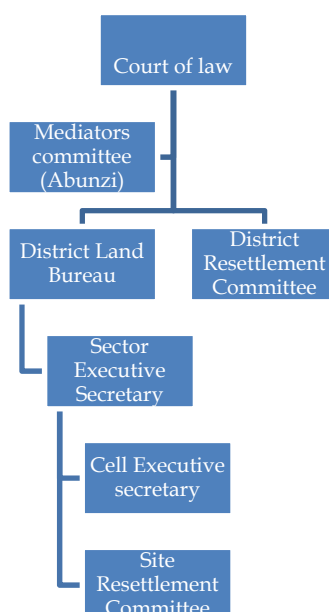 Court of law
Mediators
committee
(Abunzi)
District Land
Bureau
District
Resettlement
Committee
Sector
Executive
Secretary
Cell Executive
secretary
Site
Resettlement
Committee